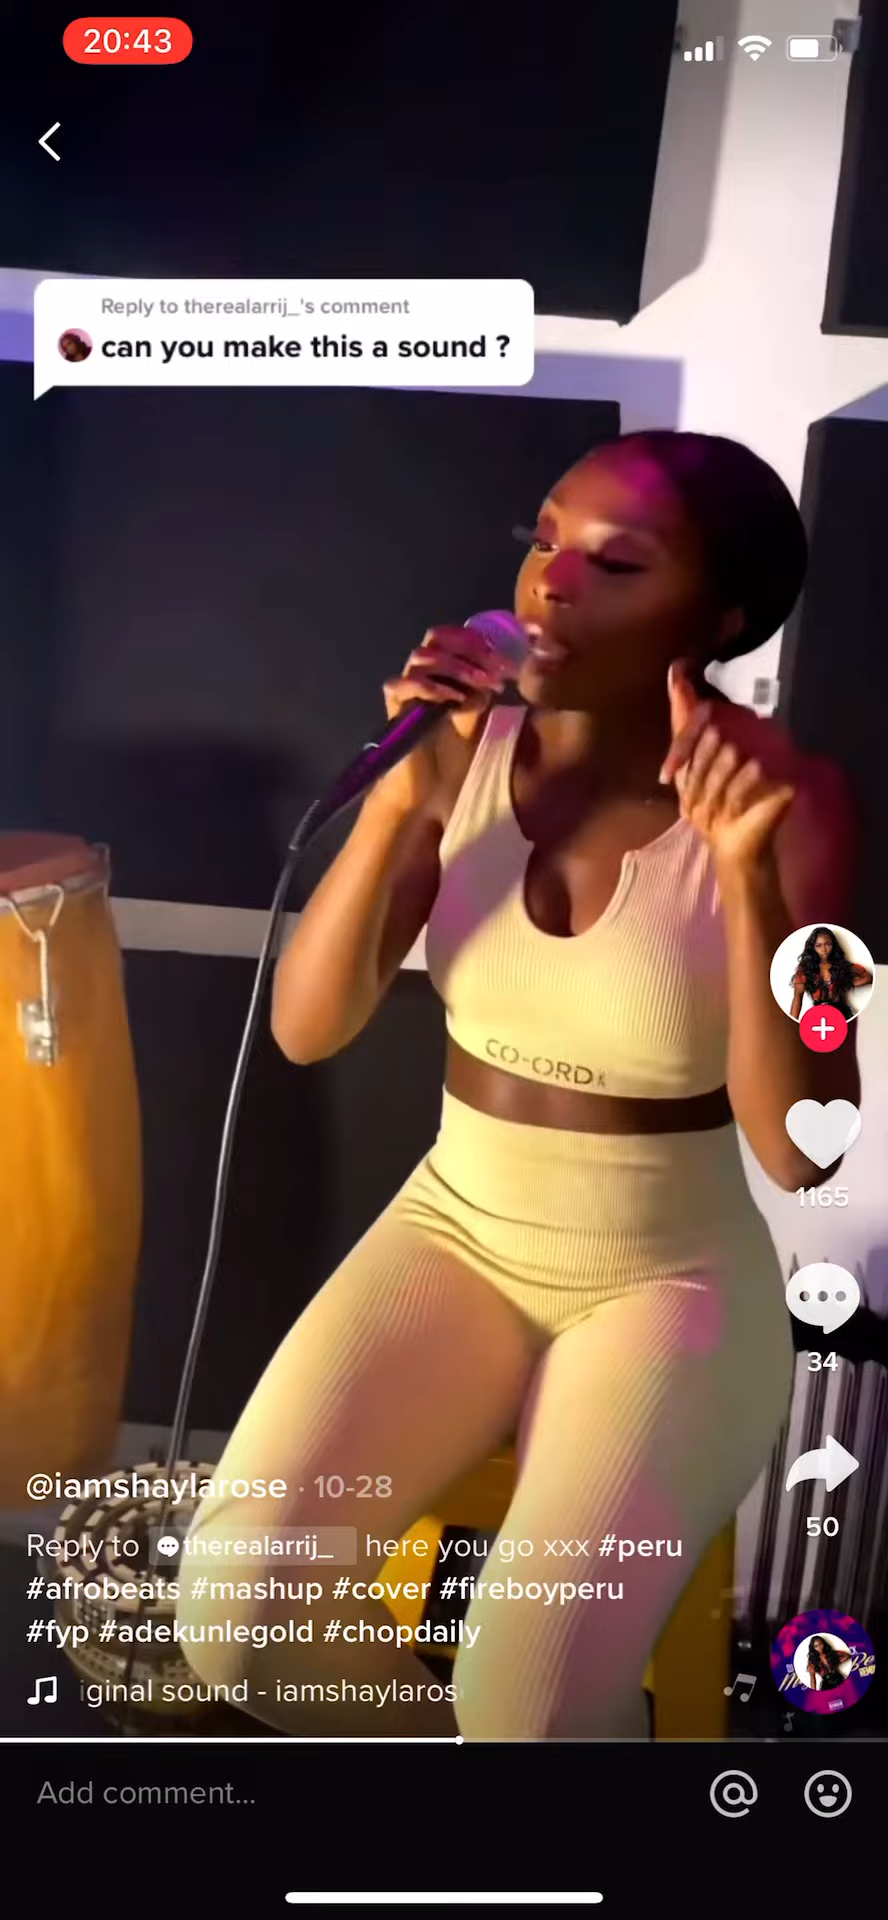 20:43
Reply to therealarrij_'s comment
can you make this a sound ?
CO-ORD
1165
34
50
@iamshaylarose · 10-28
Reply to therealarrij_ here you go xxx #peru
#afrobeats #mashup #cover #fireboyperu
#fyp #adekunlegold #chopdaily
iginal sound - iamshaylaros
Add comment...